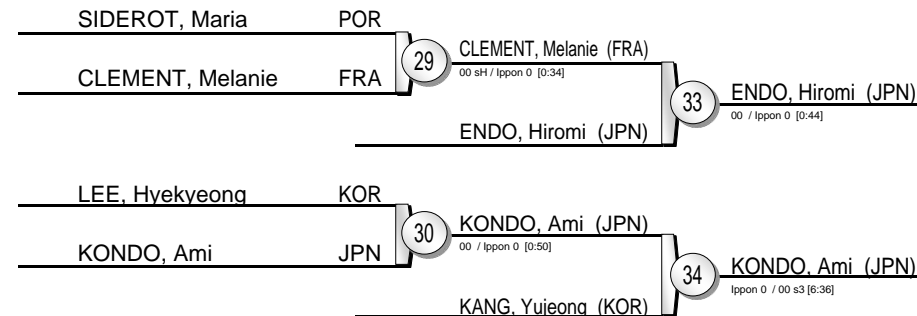 SIDEROT, Maria POR
CLEMENT, Melanie FRA
29
CLEMENT, Melanie (FRA)
00 sH / Ippon 0 [0:34]
ENDO, Hiromi (JPN)
33
ENDO, Hiromi (JPN)
00 / Ippon 0 [0:44]
LEE, Hyekyeong KOR
KONDO, Ami JPN
30
KONDO, Ami (JPN)
00 / Ippon 0 [0:50]
KANG, Yujeong (KOR)
34
KONDO, Ami (JPN)
Ippon 0 / 00 s3 [6:36]